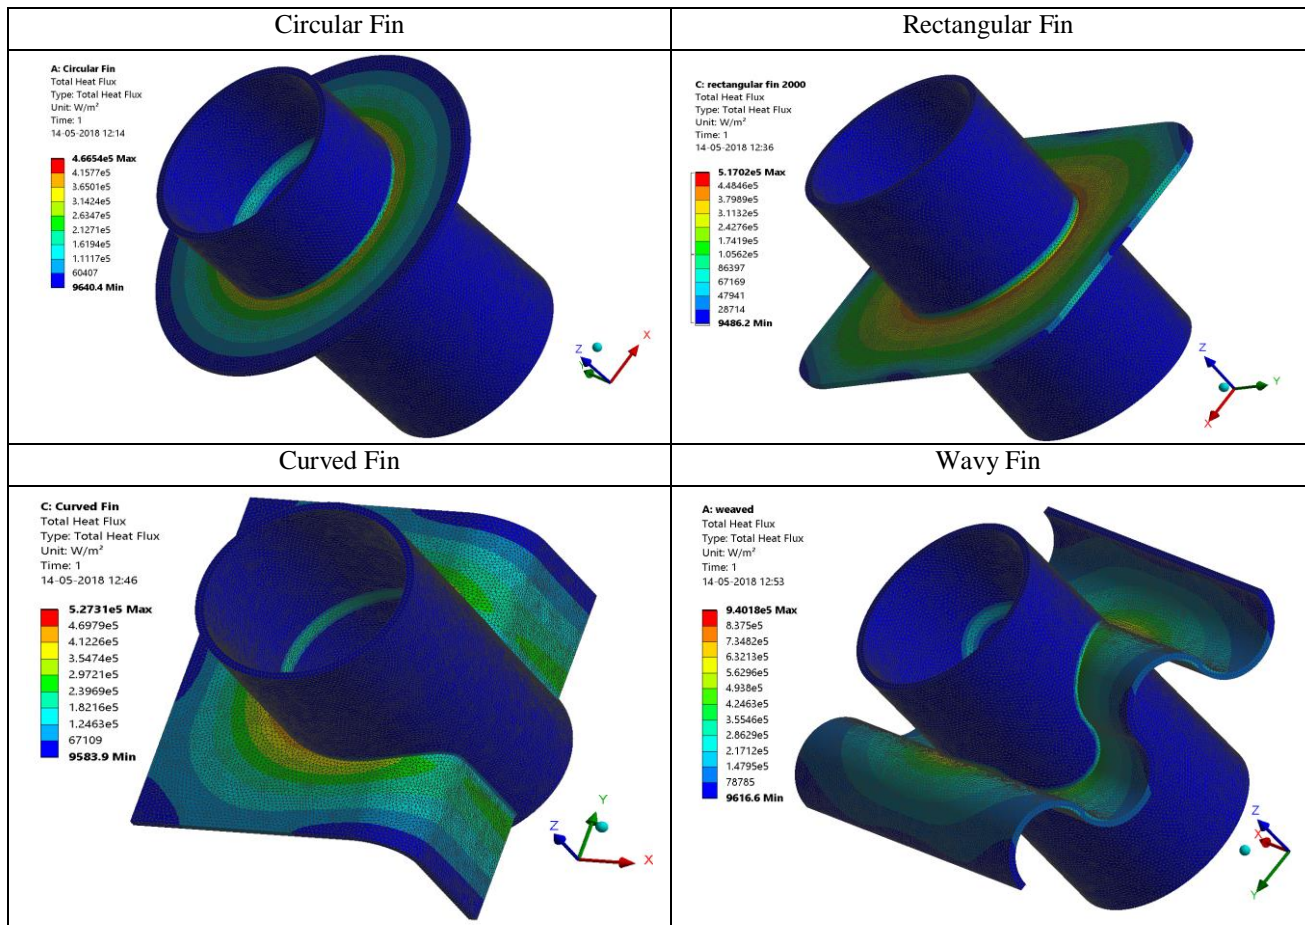 Circular Fin
Rectangular Fin
A: Circular Fin
Total Heat Flux
Type: Total Heat Flux
Unit: W/m²
Time: 1
14-05-2018 12:14
4.6654e5 Max
4.1577e5
3.6501e5
3.1424e5
2.6347e5
2.1271e5
1.6194e5
1.1117e5
60407
9640.4 Min
Z
X
C: rectangular fin 2000
Total Heat Flux
Type: Total Heat Flux
Unit: W/m²
Time: 1
14-05-2018 12:36
5.1702e5 Max
4.4846e5
3.7989e5
3.1132e5
2.4276e5
1.7419e5
1.0562e5
86397
67169
47941
28714
9486.2 Min
Z
Y
X
Curved Fin
Wavy Fin
C: Curved Fin
Total Heat Flux
Type: Total Heat Flux
Unit: W/m²
Time: 1
14-05-2018 12:46
5.2731e5 Max
4.6979e5
4.1226e5
3.5474e5
2.9721e5
2.3969e5
1.8216e5
1.2463e5
67109
9583.9 Min
Y
Z
X
A: weaved
Total Heat Flux
Type: Total Heat Flux
Unit: W/m²
Time: 1
14-05-2018 12:53
9.4018e5 Max
8.375e5
7.3482e5
6.3213e5
5.6296e5
4.938e5
4.2463e5
3.5546e5
2.8629e5
2.1712e5
1.4795e5
78785
9616.6 Min
Z
X
Y